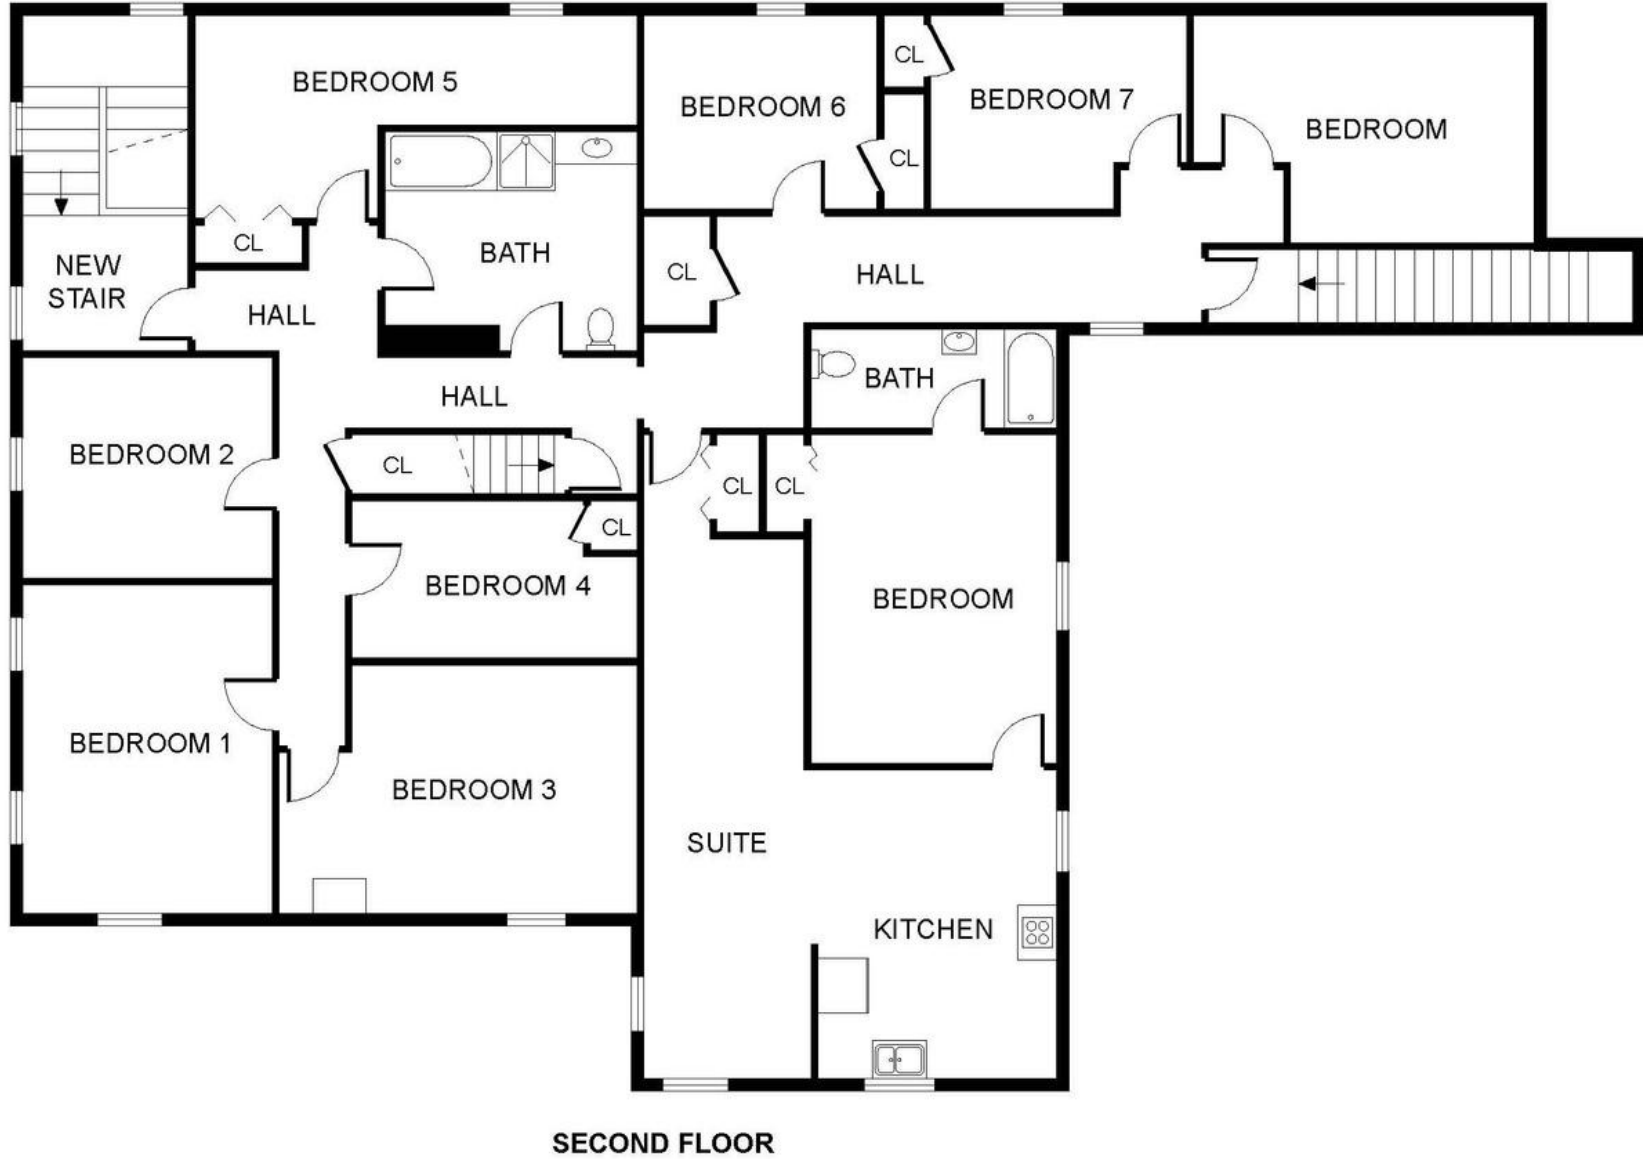 BEDROOM 5
BEDROOM 6
CL
BEDROOM 7
BEDROOM
CL
CL
NEW
STAIR
BATH
CL
HALL
HALL
HALL
BATH
BEDROOM 2
CL
CL
CL
CL
BEDROOM 4
BEDROOM
BEDROOM 1
BEDROOM 3
SUITE
KITCHEN
SECOND FLOOR